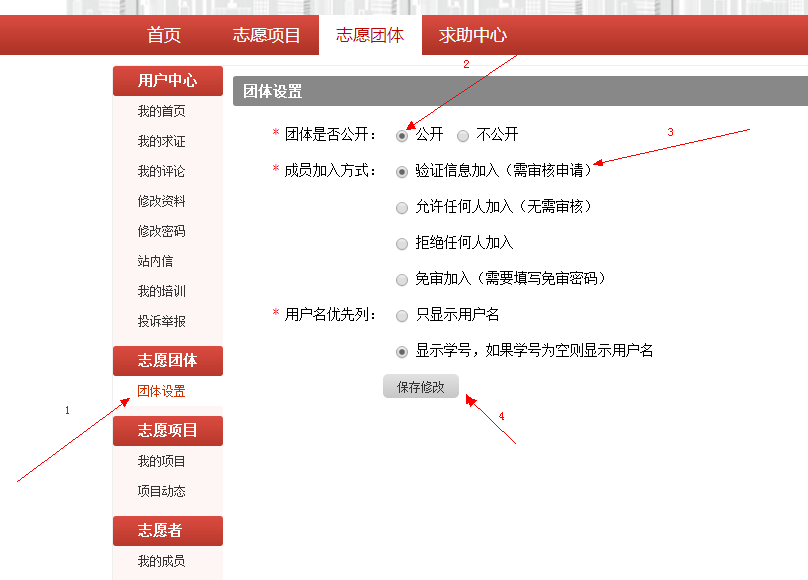 首页 志愿项目 志愿团体 求助中心
用户中心
我的首页
我的求证
我的评论
修改资料
修改密码
站内信
我的培训
投诉举报
志愿团体
团体设置
志愿项目
我的项目
项目动态
志愿者
我的成员
团体设置
* 团体是否公开： 公开 不公开
* 成员加入方式： 验证信息加入（需审核申请）
允许任何人加入（无需审核）
拒绝任何人加入
免审加入（需要填写免审密码）
* 用户名优先列： 只显示用户名
显示学号，如果学号为空则显示用户名
保存修改
1
2
3
4